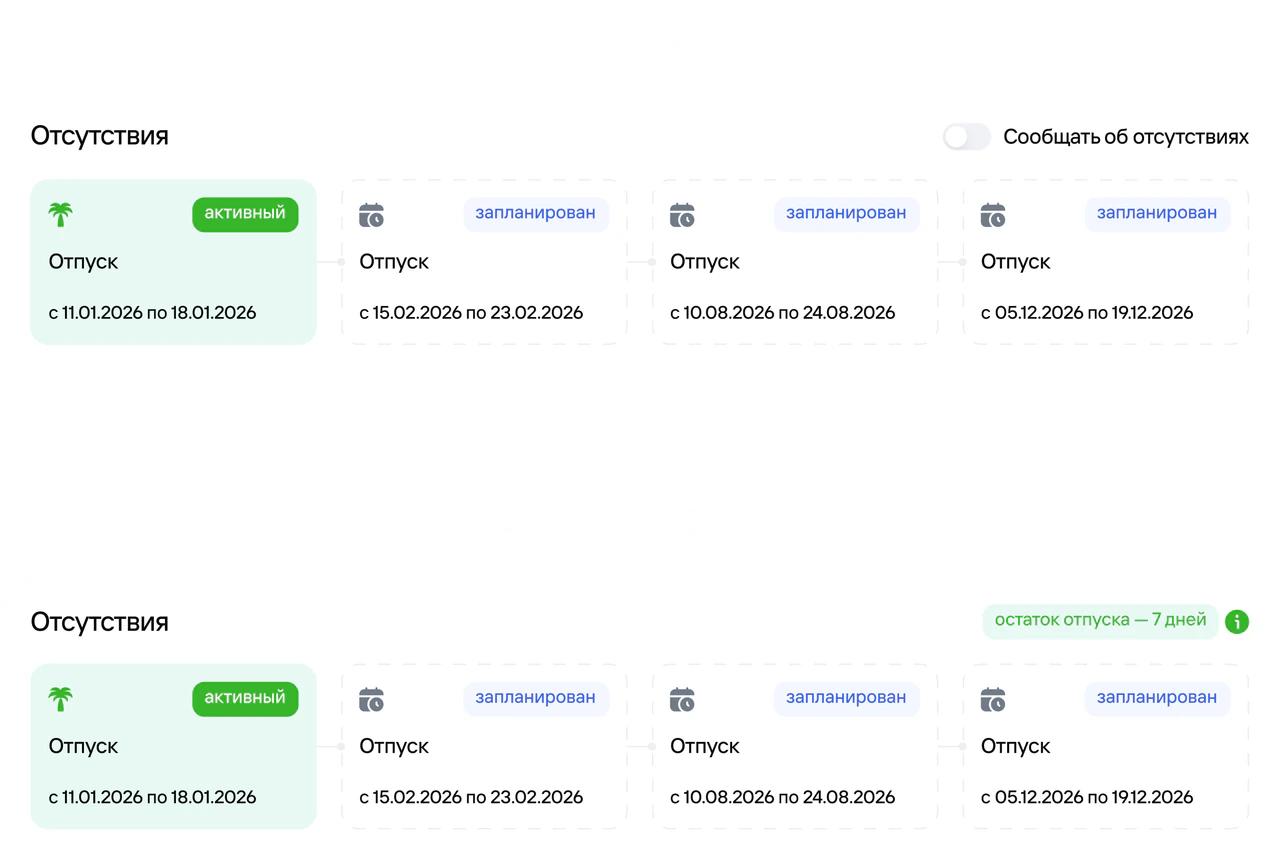 Отсутствия
Сообщать об отсутствиях
активный
запланирован
запланирован
запланирован
Отпуск
Отпуск
Отпуск
Отпуск
с 11.01.2026 по 18.01.2026
с 15.02.2026 по 23.02.2026
с 10.08.2026 по 24.08.2026
с 05.12.2026 по 19.12.2026
Отсутствия
остаток отпуска — 7 дней
активный
запланирован
запланирован
запланирован
Отпуск
Отпуск
Отпуск
Отпуск
с 11.01.2026 по 18.01.2026
с 15.02.2026 по 23.02.2026
с 10.08.2026 по 24.08.2026
с 05.12.2026 по 19.12.2026